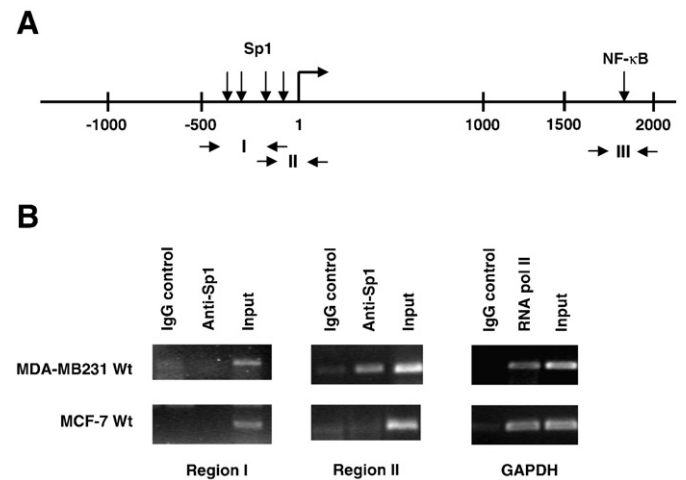 A
Sp1
NF-κB
-1000 -500 1 1000 1500 2000
I II III
B
IgG control Anti-Sp1 Input IgG control Anti-Sp1 Input IgG control RNA pol II Input
MDA-MB231 Wt
MCF-7 Wt
Region I Region II GAPDH